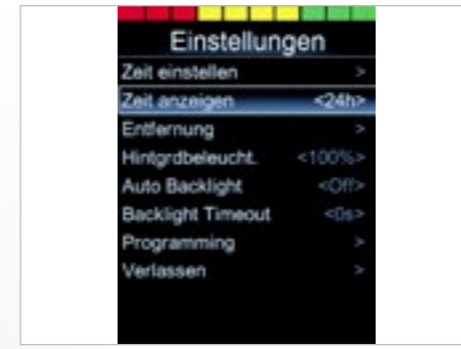 Einstellungen
Zeit einstellen >
Zeit anzeigen <24h>
Entfernung >
Hintgrdbeleucht. <100%>
Auto Backlight <Off>
Backlight Timeout <0s>
Programming >
Verlassen >